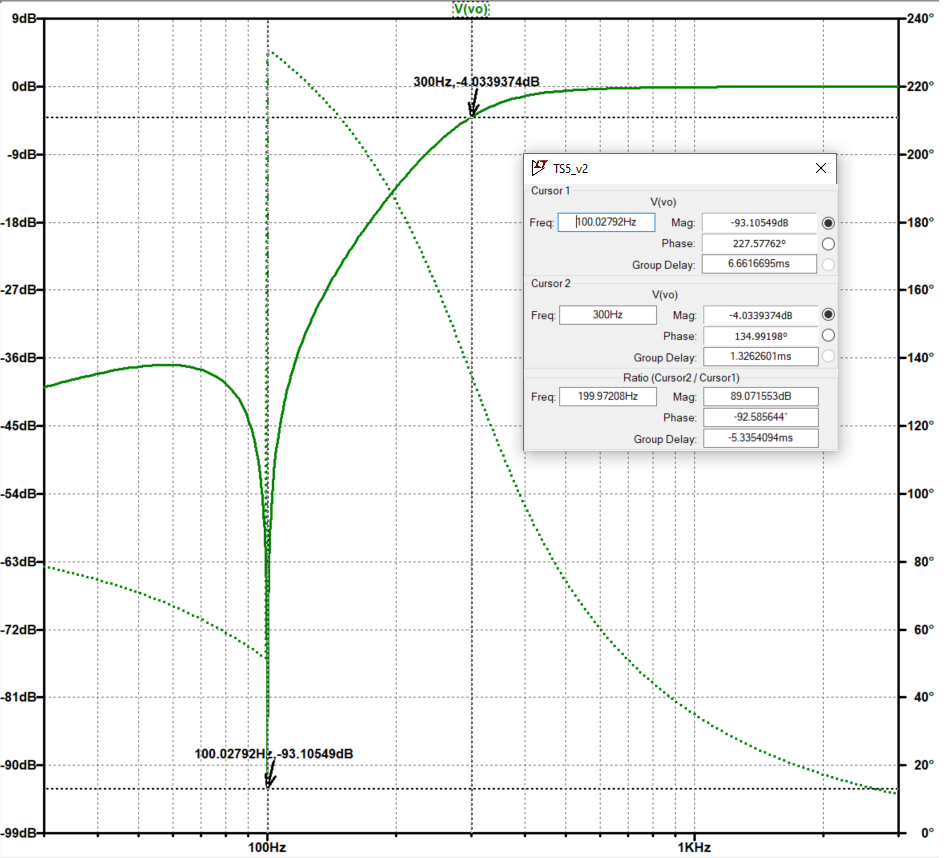 V(vo)
9dB
0dB
-9dB
-18dB
-27dB
-36dB
-45dB
-54dB
-63dB
-72dB
-81dB
-90dB
-99dB
240°
220°
200°
180°
160°
140°
120°
100°
80°
60°
40°
20°
0°
300Hz,-4.0339374dB
100.02792Hz,-93.10549dB
100Hz
1KHz
TS5_v2
Cursor 1
V(vo)
Freq: 100.02792Hz Mag: -93.10549dB
Phase: 227.57762°
Group Delay: 6.6616695ms
Cursor 2
V(vo)
Freq: 300Hz Mag: -4.0339374dB
Phase: 134.99198°
Group Delay: 1.3262601ms
Ratio (Cursor2 / Cursor1)
Freq: 199.97208Hz Mag: 89.071553dB
Phase: -92.585644°
Group Delay: -5.3354094ms